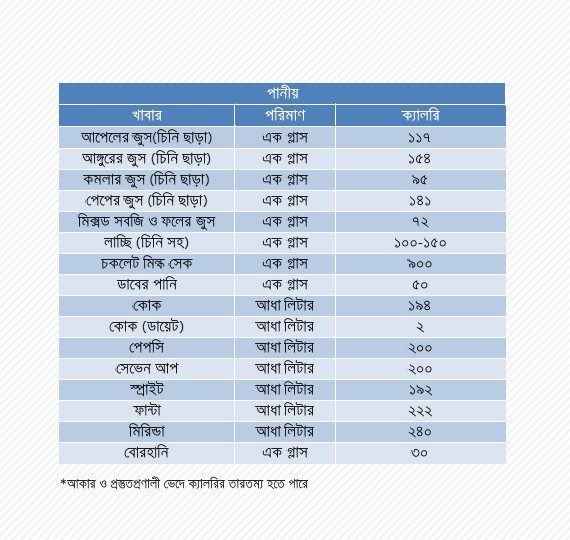 পানীয়
খাবার পরিমাণ ক্যালরি
আপেলের জুস(চিনি ছাড়া) এক গ্লাস ১১৭
আঙ্গুরের জুস (চিনি ছাড়া) এক গ্লাস ১৫৪
কমলার জুস (চিনি ছাড়া) এক গ্লাস ৯৫
পেপের জুস (চিনি ছাড়া) এক গ্লাস ১৪১
মিক্সড সবজি ও ফলের জুস এক গ্লাস ৭২
লাচ্ছি (চিনি সহ) এক গ্লাস ১০০-১৫০
চকলেট মিল্ক সেক এক গ্লাস ৯০০
ডাবের পানি এক গ্লাস ৫০
কোক আধা লিটার ১৯৪
কোক (ডায়েট) আধা লিটার ২
পেপসি আধা লিটার ২০০
সেভেন আপ আধা লিটার ২০০
স্প্রাইট আধা লিটার ১৯২
ফান্টা আধা লিটার ২২২
মিরিন্ডা আধা লিটার ২৪০
বোরহানি এক গ্লাস ৩০
*আকার ও প্রস্তুতপ্রণালী ভেদে ক্যালরির তারতম্য হতে পারে